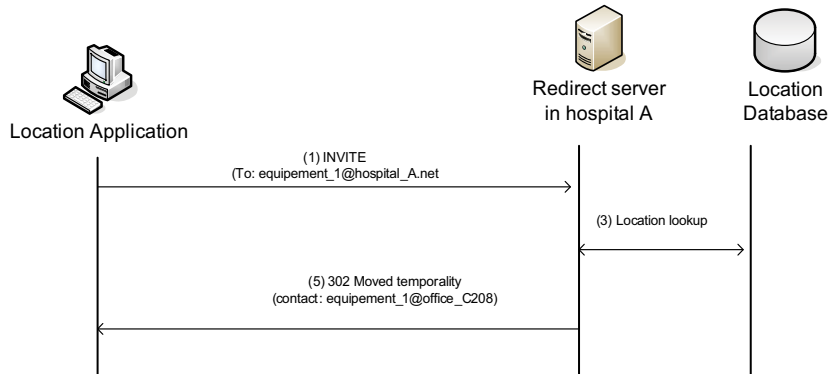 Location Application
Redirect server
in hospital A
Location
Database
(1) INVITE
(To: equipement_1@hospital_A.net
(3) Location lookup
(5) 302 Moved temporality
(contact: equipement_1@office_C208)